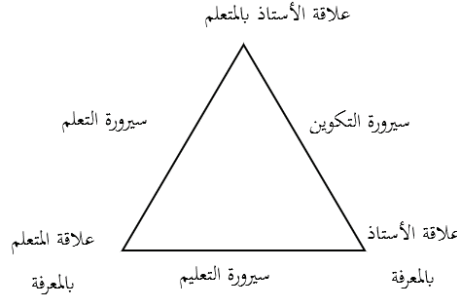 علاقة الأستاذ بالمتعلم
سيرورة التكوين
سيرورة التعلم
علاقة الأستاذ
بالمعرفة
علاقة المتعلم
بالمعرفة
سيرورة التعليم